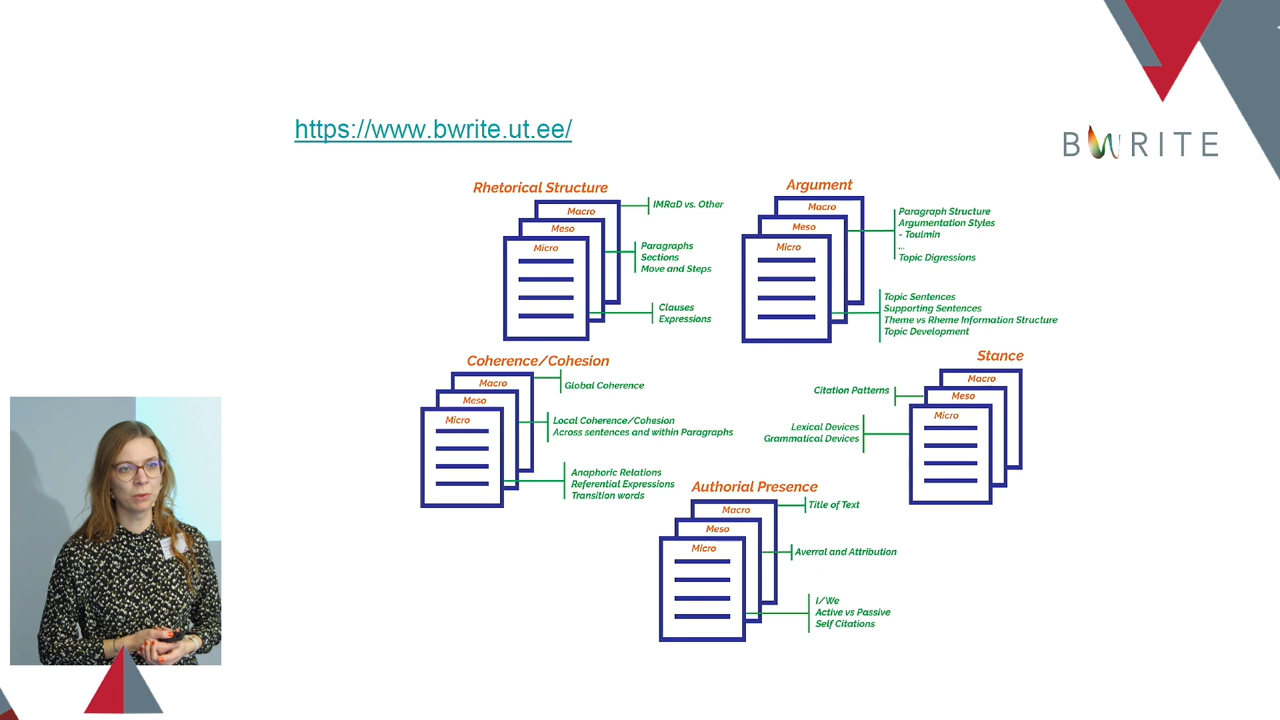 https://www.bwrite.ut.ee/
BWRITE
Rhetorical Structure
Macro
Meso
Micro
IMRaD vs. Other
Paragraphs
Sections
Move and Steps
Clauses
Expressions
Argument
Macro
Meso
Micro
Paragraph Structure
Argumentation Styles
- Toulmin
...
Topic Digressions
Topic Sentences
Supporting Sentences
Theme vs Rheme Information Structure
Topic Development
Coherence/Cohesion
Macro
Meso
Micro
Global Coherence
Local Coherence/Cohesion
Across sentences and within Paragraphs
Anaphoric Relations
Referential Expressions
Transition words
Stance
Macro
Meso
Micro
Citation Patterns
Lexical Devices
Grammatical Devices
Authorial Presence
Macro
Meso
Micro
Title of Text
Averral and Attribution
I/We
Active vs Passive
Self Citations